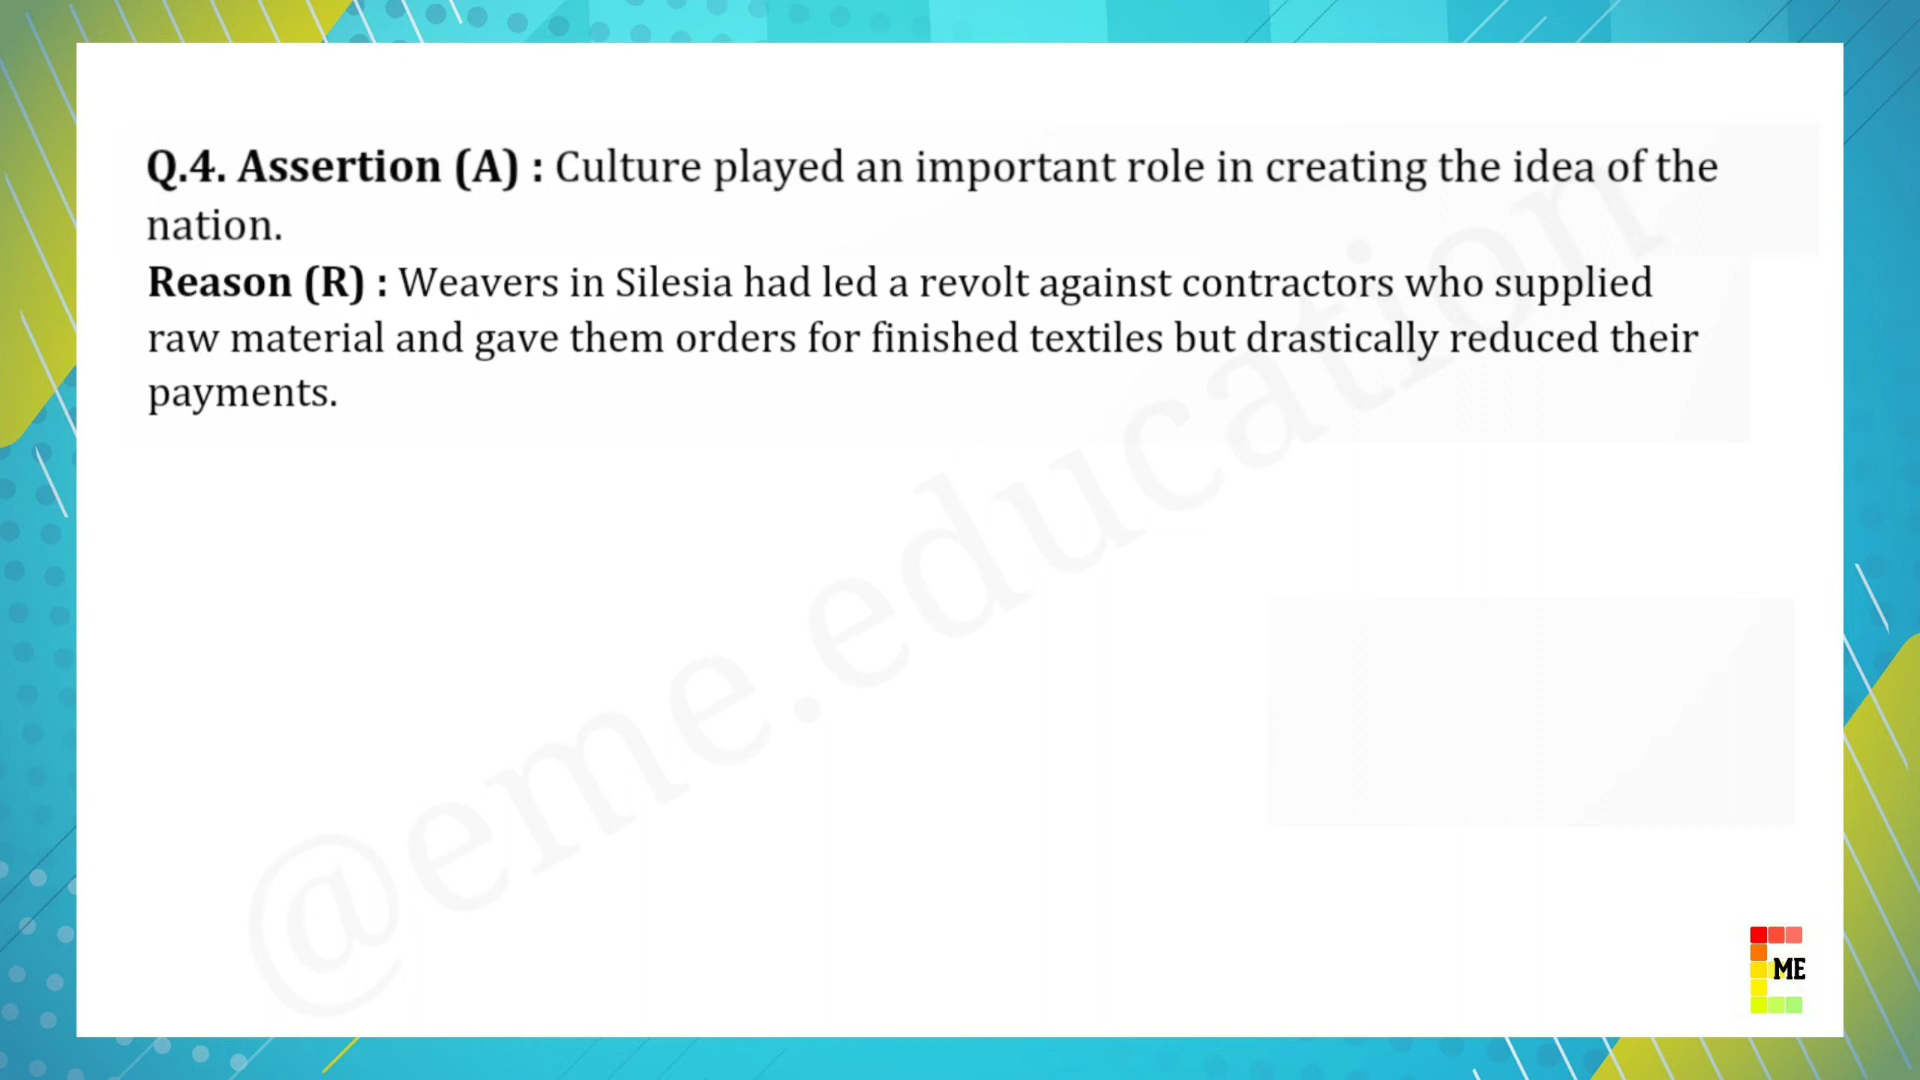 Q.4. Assertion (A) : Culture played an important role in creating the idea of the
nation.
Reason (R) : Weavers in Silesia had led a revolt against contractors who supplied
raw material and gave them orders for finished textiles but drastically reduced their
payments.
@eme.education
ME